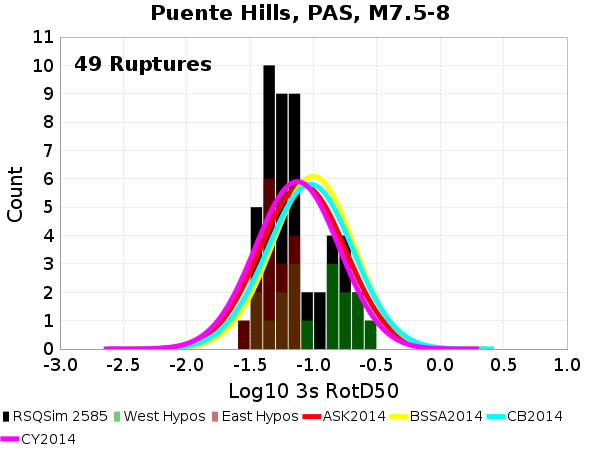 Puente Hills, PAS, M7.5-8
49 Ruptures
11
10
9
8
7
6
5
4
3
2
1
0
Count
-3.0 -2.5 -2.0 -1.5 -1.0 -0.5 0.0 0.5 1.0
Log10 3s RotD50
RSQSim 2585 West Hypos East Hypos ASK2014 BSSA2014 CB2014
CY2014